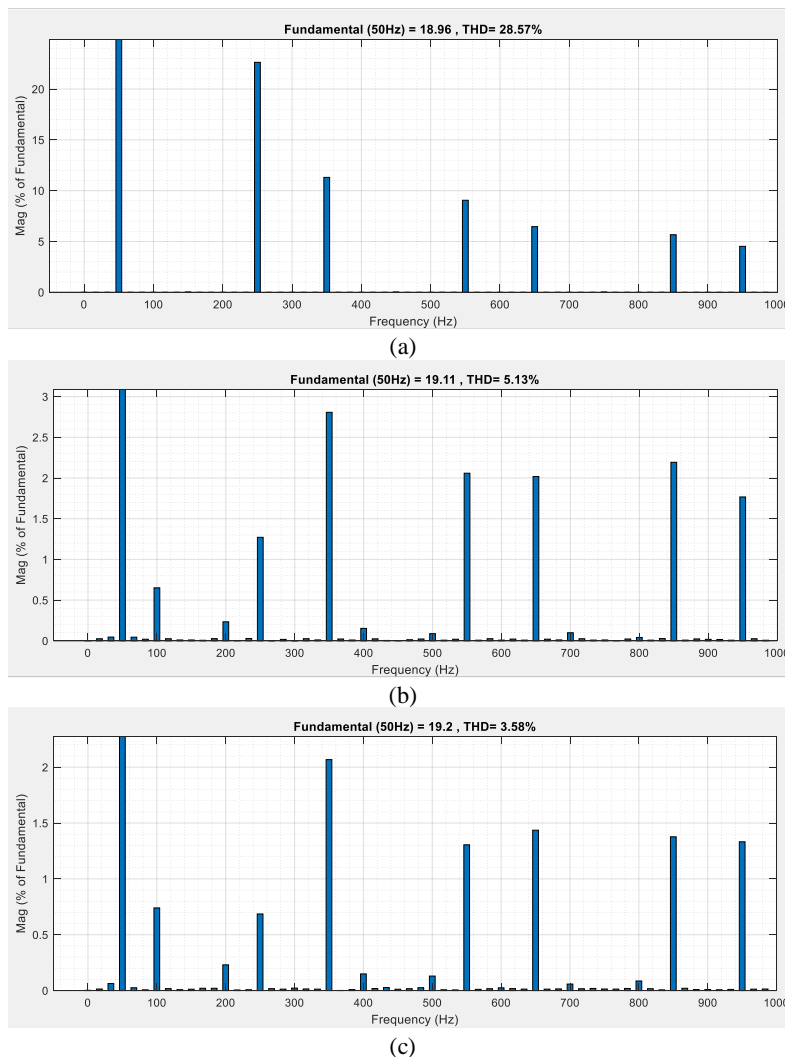 Fundamental (50Hz) = 18.96 , THD= 28.57%
20
15
10
5
0
Mag (% of Fundamental)
0 100 200 300 400 500 600 700 800 900 1000
Frequency (Hz)
(a)
Fundamental (50Hz) = 19.11 , THD= 5.13%
3
2.5
2
1.5
1
0.5
0
Mag (% of Fundamental)
0 100 200 300 400 500 600 700 800 900 1000
Frequency (Hz)
(b)
Fundamental (50Hz) = 19.2 , THD= 3.58%
2
1.5
1
0.5
0
Mag (% of Fundamental)
0 100 200 300 400 500 600 700 800 900 1000
Frequency (Hz)
(c)